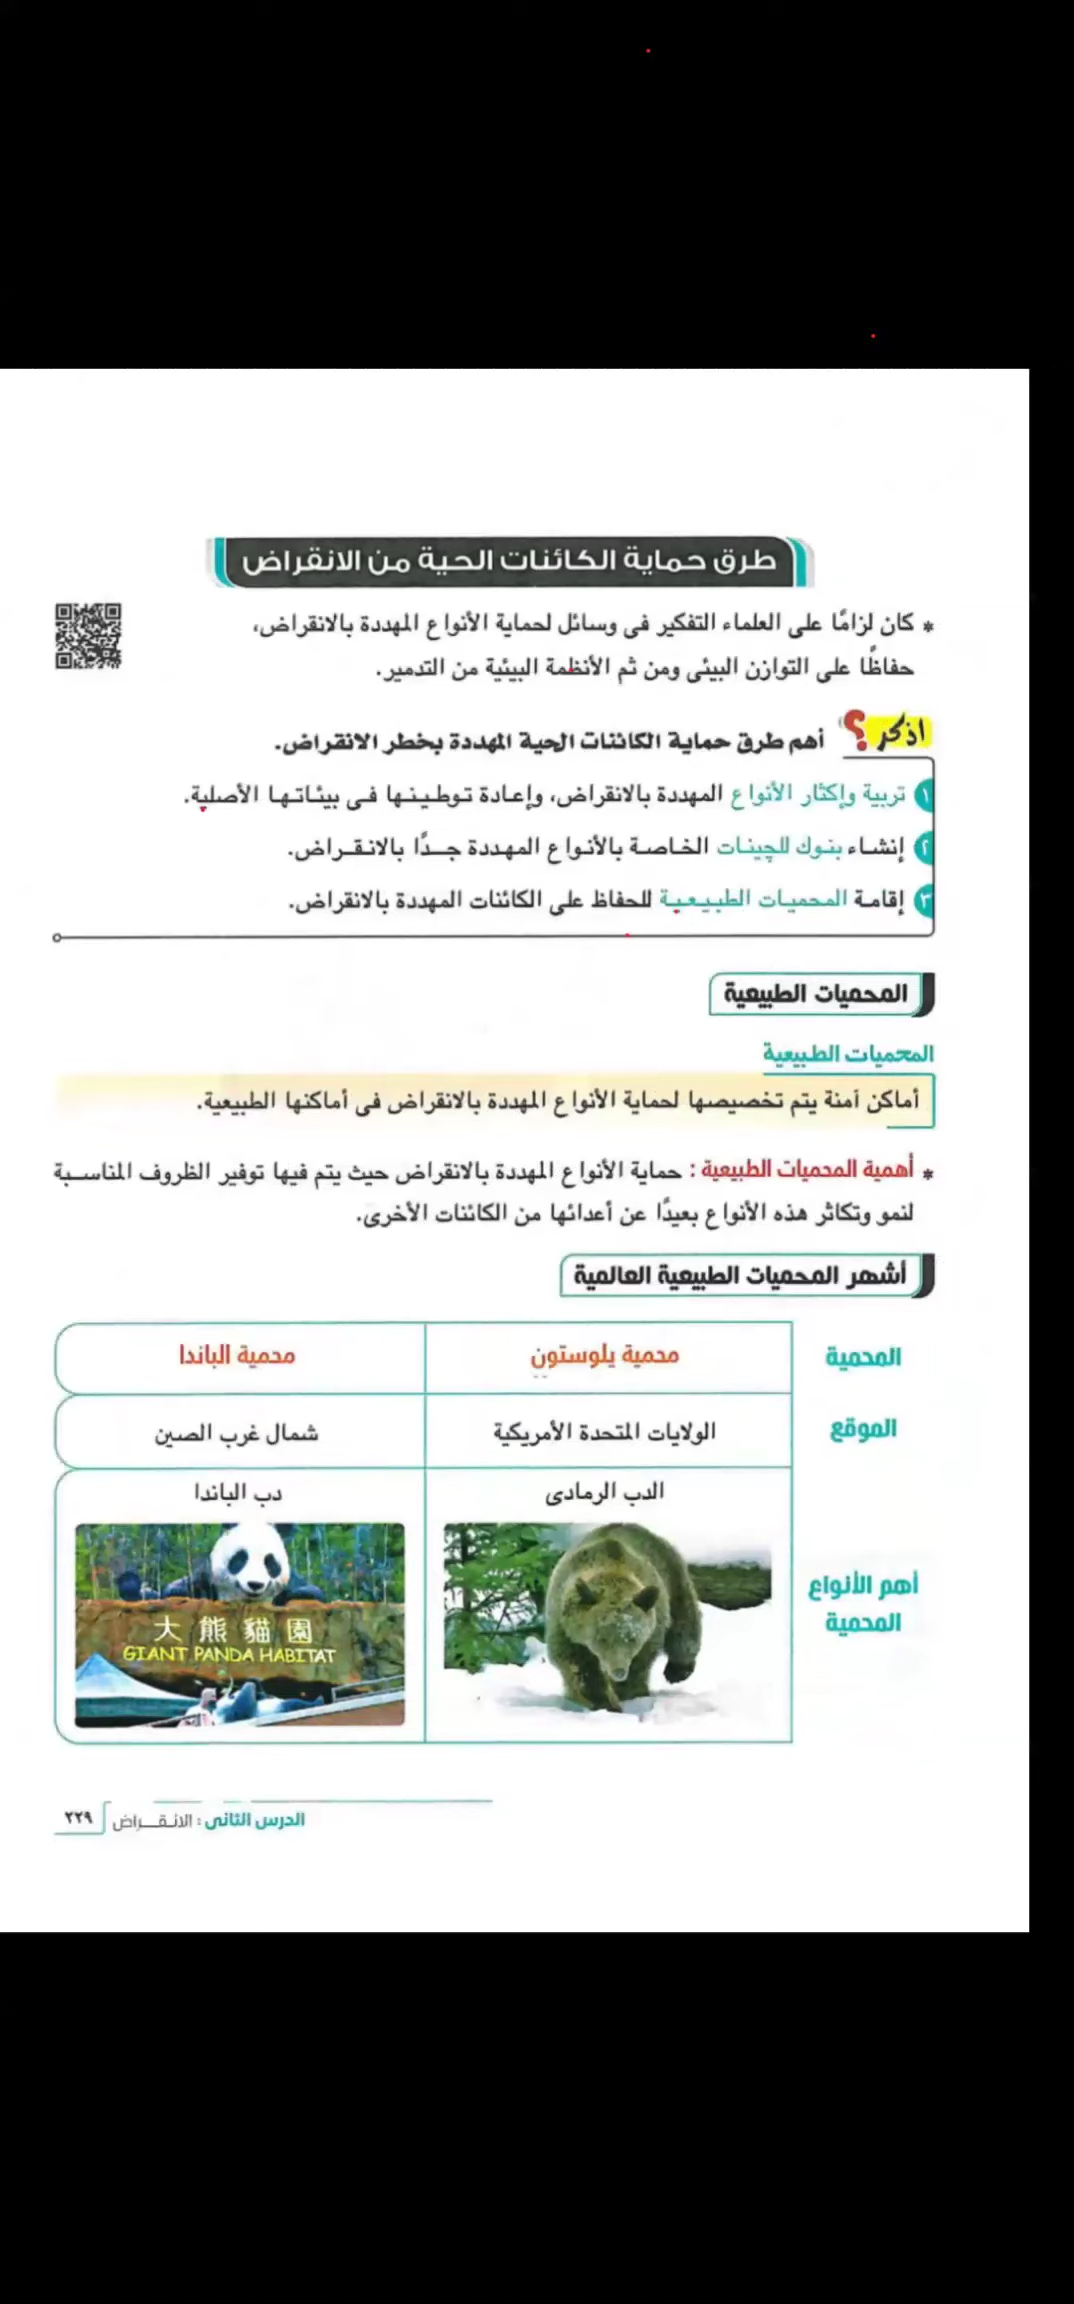 طرق حماية الكائنات الحية من الانقراض
* كان لزامًا على العلماء التفكير فى وسائل لحماية الأنواع المهددة بالانقراض،
حفاظًا على التوازن البيئى ومن ثم الأنظمة البيئية من التدمير.
اذكر ؟ أهم طرق حماية الكائنات الحية المهددة بخطر الانقراض.
١ تربية وإكثار الأنواع المهددة بالانقراض، وإعادة توطينها فى بيئاتها الأصلية.
٢ إنشاء بنوك للچينات الخاصة بالأنواع المهددة جدًا بالانقراض.
٣ إقامة المحميات الطبيعية للحفاظ على الكائنات المهددة بالانقراض.
المحميات الطبيعية
المحميات الطبيعية
أماكن آمنة يتم تخصيصها لحماية الأنواع المهددة بالانقراض فى أماكنها الطبيعية.
* أهمية المحميات الطبيعية : حماية الأنواع المهددة بالانقراض حيث يتم فيها توفير الظروف المناسبة
لنمو وتكاثر هذه الأنواع بعيدًا عن أعدائها من الكائنات الأخرى.
أشهر المحميات الطبيعية العالمية
المحمية محمية يلوستون محمية الباندا
الموقع الولايات المتحدة الأمريكية شمال غرب الصين
الدب الرمادى دب الباندا
أهم الأنواع
المحمية
大熊貓園
GIANT PANDA HABITAT
الدرس الثانى : الانقراض ٢٢٩